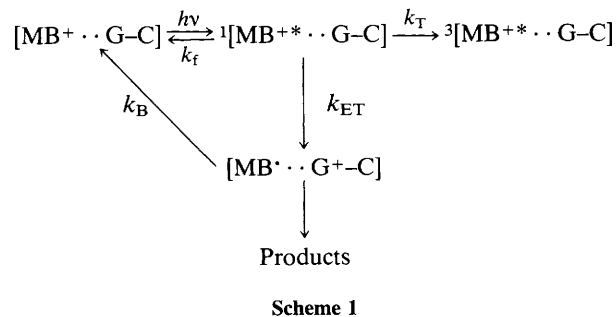 [MB+ · · G–C] hν kf 1[MB+* · · G–C] kT 3[MB+* · · G–C]
kB kET
[MB· · · G+–C]
Products
Scheme 1